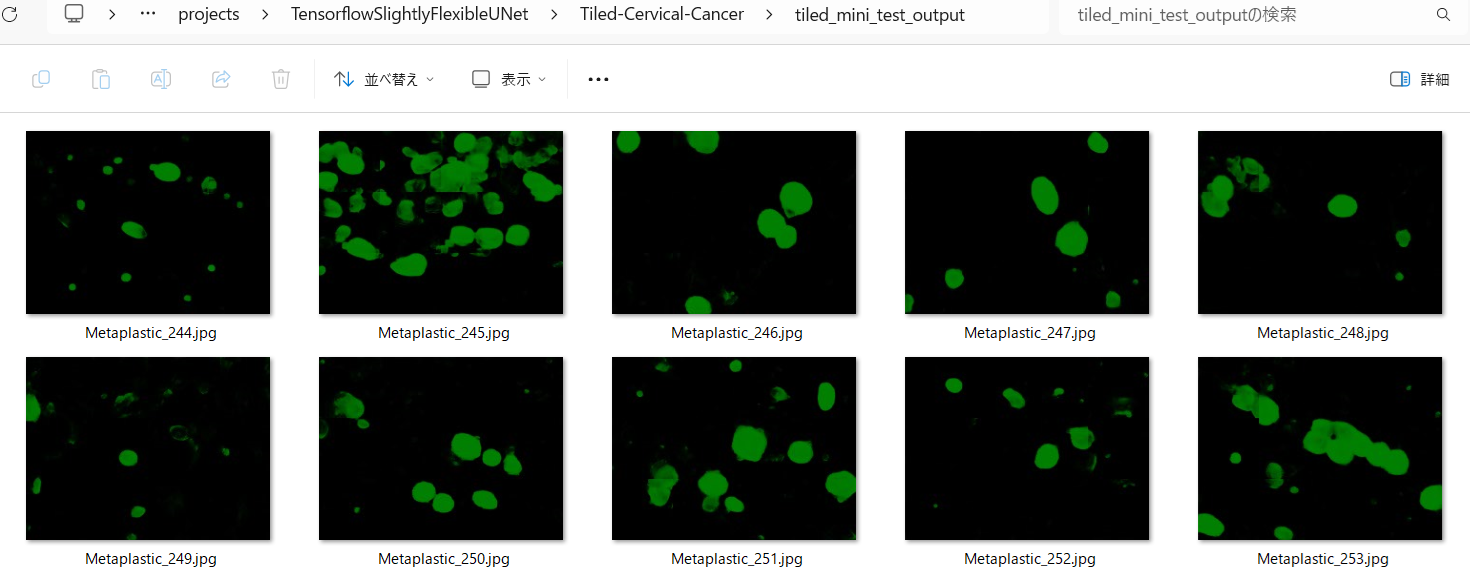 projects > TensorflowSlightlyFlexibleUNet > Tiled-Cervical-Cancer > tiled_mini_test_output
tiled_mini_test_outputの検索
並べ替え 表示 詳細
Metaplastic_244.jpg Metaplastic_245.jpg Metaplastic_246.jpg Metaplastic_247.jpg Metaplastic_248.jpg
Metaplastic_249.jpg Metaplastic_250.jpg Metaplastic_251.jpg Metaplastic_252.jpg Metaplastic_253.jpg